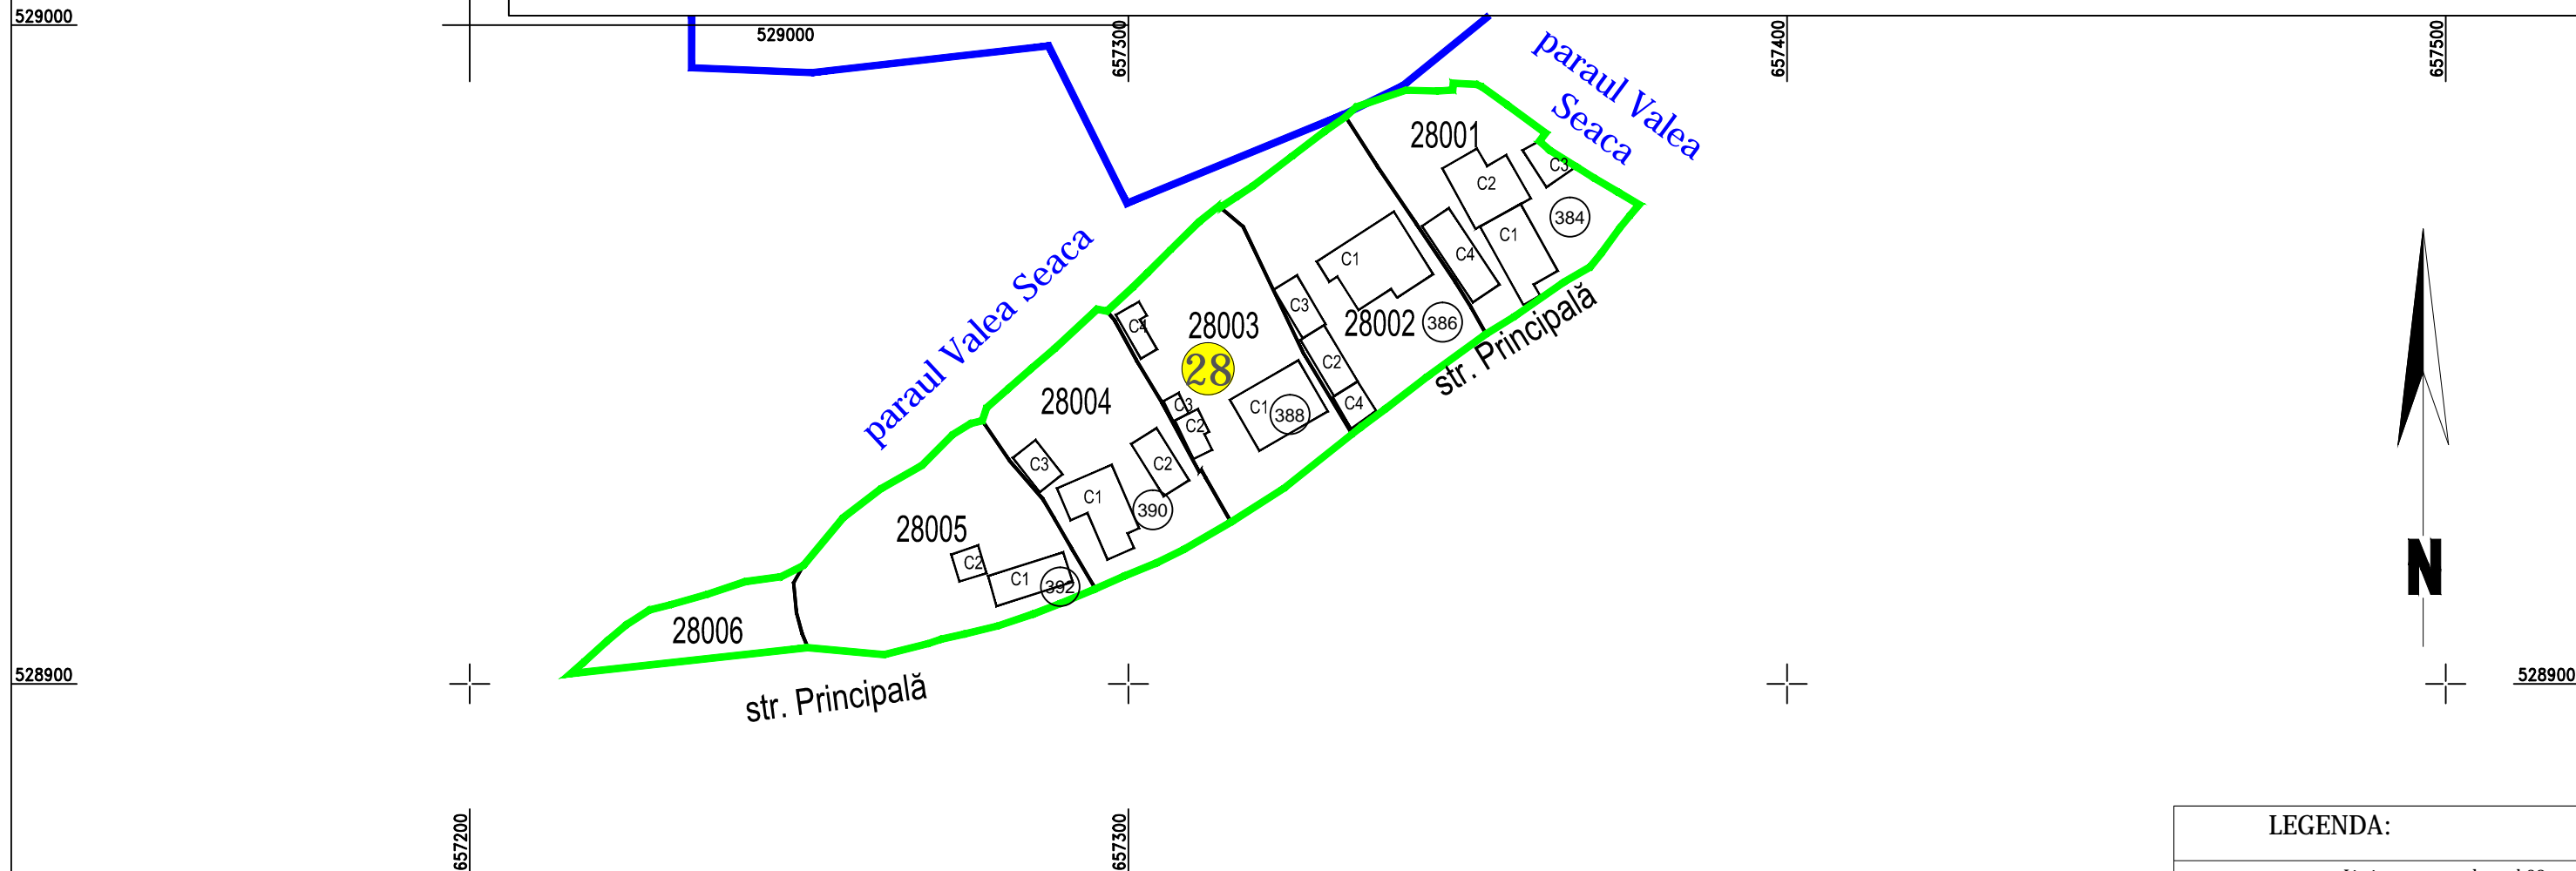 529000
529000
657300
657400
657500
paraul Valea
Seaca
28001
C3
C2
384
C1
C4
paraul Valea Seaca
C1
C3
28002
386
28003
C4
28
C2
str. Principală
C4
28004
C3
C2
C1
388
C3
C2
C1
390
28005
C2
C1
392
28006
N
528900
528900
str. Principală
657200
657300
LEGENDA: